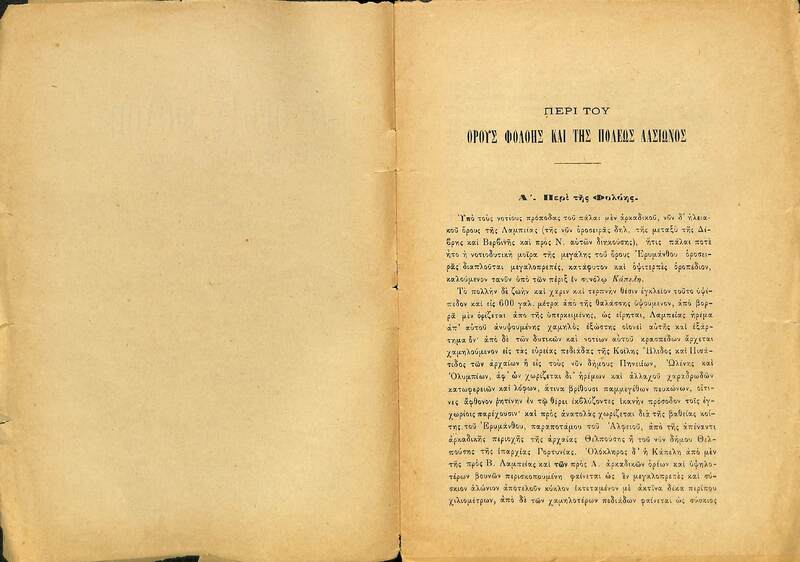 ΠΕΡΙ ΤΟΥ
ΟΡΟΥΣ ΦΟΛΟΗΣ ΚΑΙ ΤΗΣ ΠΟΛΕΩΣ ΛΑΣΙΩΝΟΣ
Α΄. Περὶ τῆς Φολόης.
Ὑπὸ τοὺς νοτίους πρόποδας τοῦ πάλαι μὲν ἀρκαδικοῦ, νῦν δ' ἠλεια-
κοῦ ὄρους τῆς Λαμπείας (τῆς νῦν ὀροσειρᾶς δηλ. τῆς μεταξὺ τῆς Δί-
βρης καὶ Βερβινῆς καὶ πρὸς Ν. αὐτῶν διηκούσης), ἥτις πάλαι ποτὲ
ἦτο ἡ νοτιοδυτικὴ μοῖρα τῆς μεγάλης τοῦ ὄρους Ἐρυμάνθου ὀροσει-
ρᾶς διαπλοῦται μεγαλοπρεπές, κατάφυτον καὶ ὀψιτερπὲς ὀροπέδιον,
καλούμενον τανῦν ὑπὸ τῶν πέριξ ἐν συνόλῳ Κάπελη.
Τὸ πολλὴν δὲ ζωὴν καὶ χάριν καὶ τερπνὴν θέσιν ἐγκλεῖον τοῦτο ὑψί-
πεδον καὶ εἰς 600 γαλ. μέτρα ἀπὸ τῆς θαλάσσης ὑψούμενον, ἀπὸ βορ-
ρᾶ μὲν ὁρίζεται ἀπὸ τῆς ὑπερκειμένης, ὡς εἴρηται, Λαμπείας ἠρέμα
ἀπ' αὐτοῦ ἀνυψουμένης χαμηλὸς ἐξώστης οἱονεὶ αὐτῆς καὶ ἐξάρ-
τημα ὄν· ἀπὸ δὲ τῶν δυτικῶν καὶ νοτείων αὐτοῦ κρασπέδων ἄρχεται
χαμηλούμενον εἰς τὰς εὐρείας πεδιάδας τῆς Κοίλης Ἤλιδος καὶ Πισά-
τιδος τῶν ἀρχαίων ἢ εἰς τοὺς νῦν δήμους Πηνείων, Ὠλένης καὶ
Ὀλυμπίων, ἀφ' ὧν χωρίζεται δι' ἠρέμων καὶ ἀλλαχοῦ χαραδρωδῶν
κατωφερειῶν καὶ λόφων, ἅτινα βρίθουσι παμμεγέθων πευκώνων, οἵτι-
νες ἄφθονον ῥητίνην ἐν τῷ θέρει ἐκβλύζοντες ἱκανὴν πρόσοδον τοῖς ἐγ-
χωρίοις παρέχουσιν· καὶ πρὸς ἀνατολὰς χωρίζεται διὰ τῆς βαθείας κοί-
της τοῦ Ἐρυμάνθου, παραποτάμου τοῦ Ἀλφειοῦ, ἀπὸ τῆς ἀπέναντι
ἀρκαδικῆς περιοχῆς τῆς ἀρχαίας Θελπούσης ἢ τοῦ νῦν δήμου Θελ-
πούσης τῆς ἐπαρχίας Γορτυνίας. Ὁλόκληρος δ' ἡ Κάπελη ἀπὸ μὲν
τῆς πρὸς Β. Λαμπείας καὶ τῶν πρὸς Α. ἀρκαδικῶν ὀρέων καὶ ὑψηλο-
τέρων βουνῶν περισκοπουμένη φαίνεται ὡς ἓν μεγαλοπρεπὲς καὶ σύ-
σκιον ἁλώνιον ἀποτελοῦν κύκλον ἐκτεταμένον μὲ ἀκτῖνα δέκα περίπου
χιλιομέτρων, ἀπὸ δὲ τῶν χαμηλοτέρων πεδιάδων φαίνεται ὡς σύσκιος